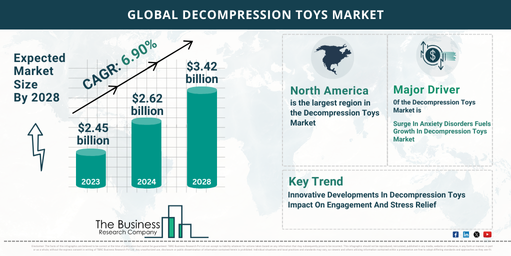 GLOBAL DECOMPRESSION TOYS MARKET
Expected
Market
Size
By 2028
CAGR: 6.90%
$2.45
billion
$2.62
billion
$3.42
billion
2023
2024
2028
North America
is the largest region in
the Decompression Toys
Market
Major Driver
Of the Decompression Toys
Market is
Surge In Anxiety Disorders Fuels
Growth In Decompression Toys
Market
Key Trend
Innovative Developments In Decompression Toys
Impact On Engagement And Stress Relief
The Business
Research Company